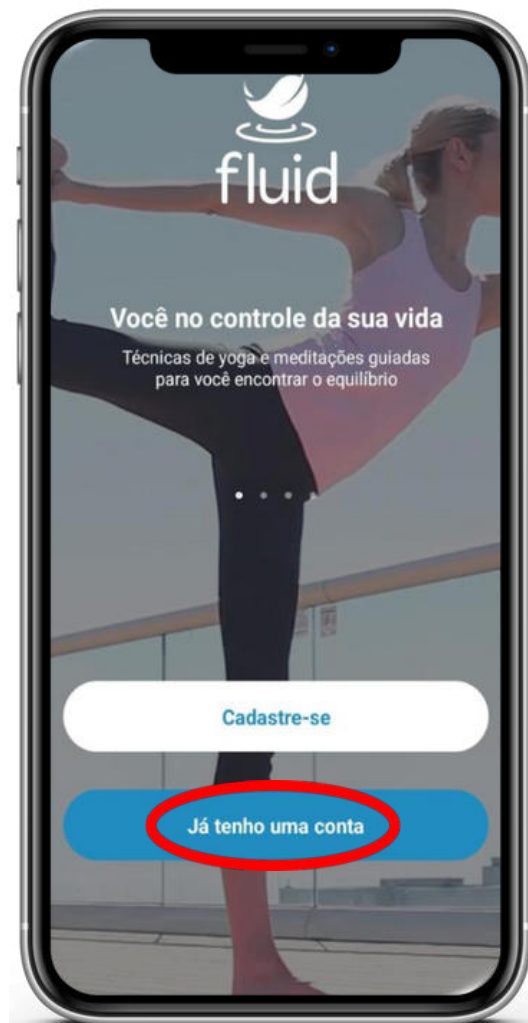 fluid
Você no controle da sua vida
Técnicas de yoga e meditações guiadas
para você encontrar o equilíbrio
Cadastre-se
Já tenho uma conta